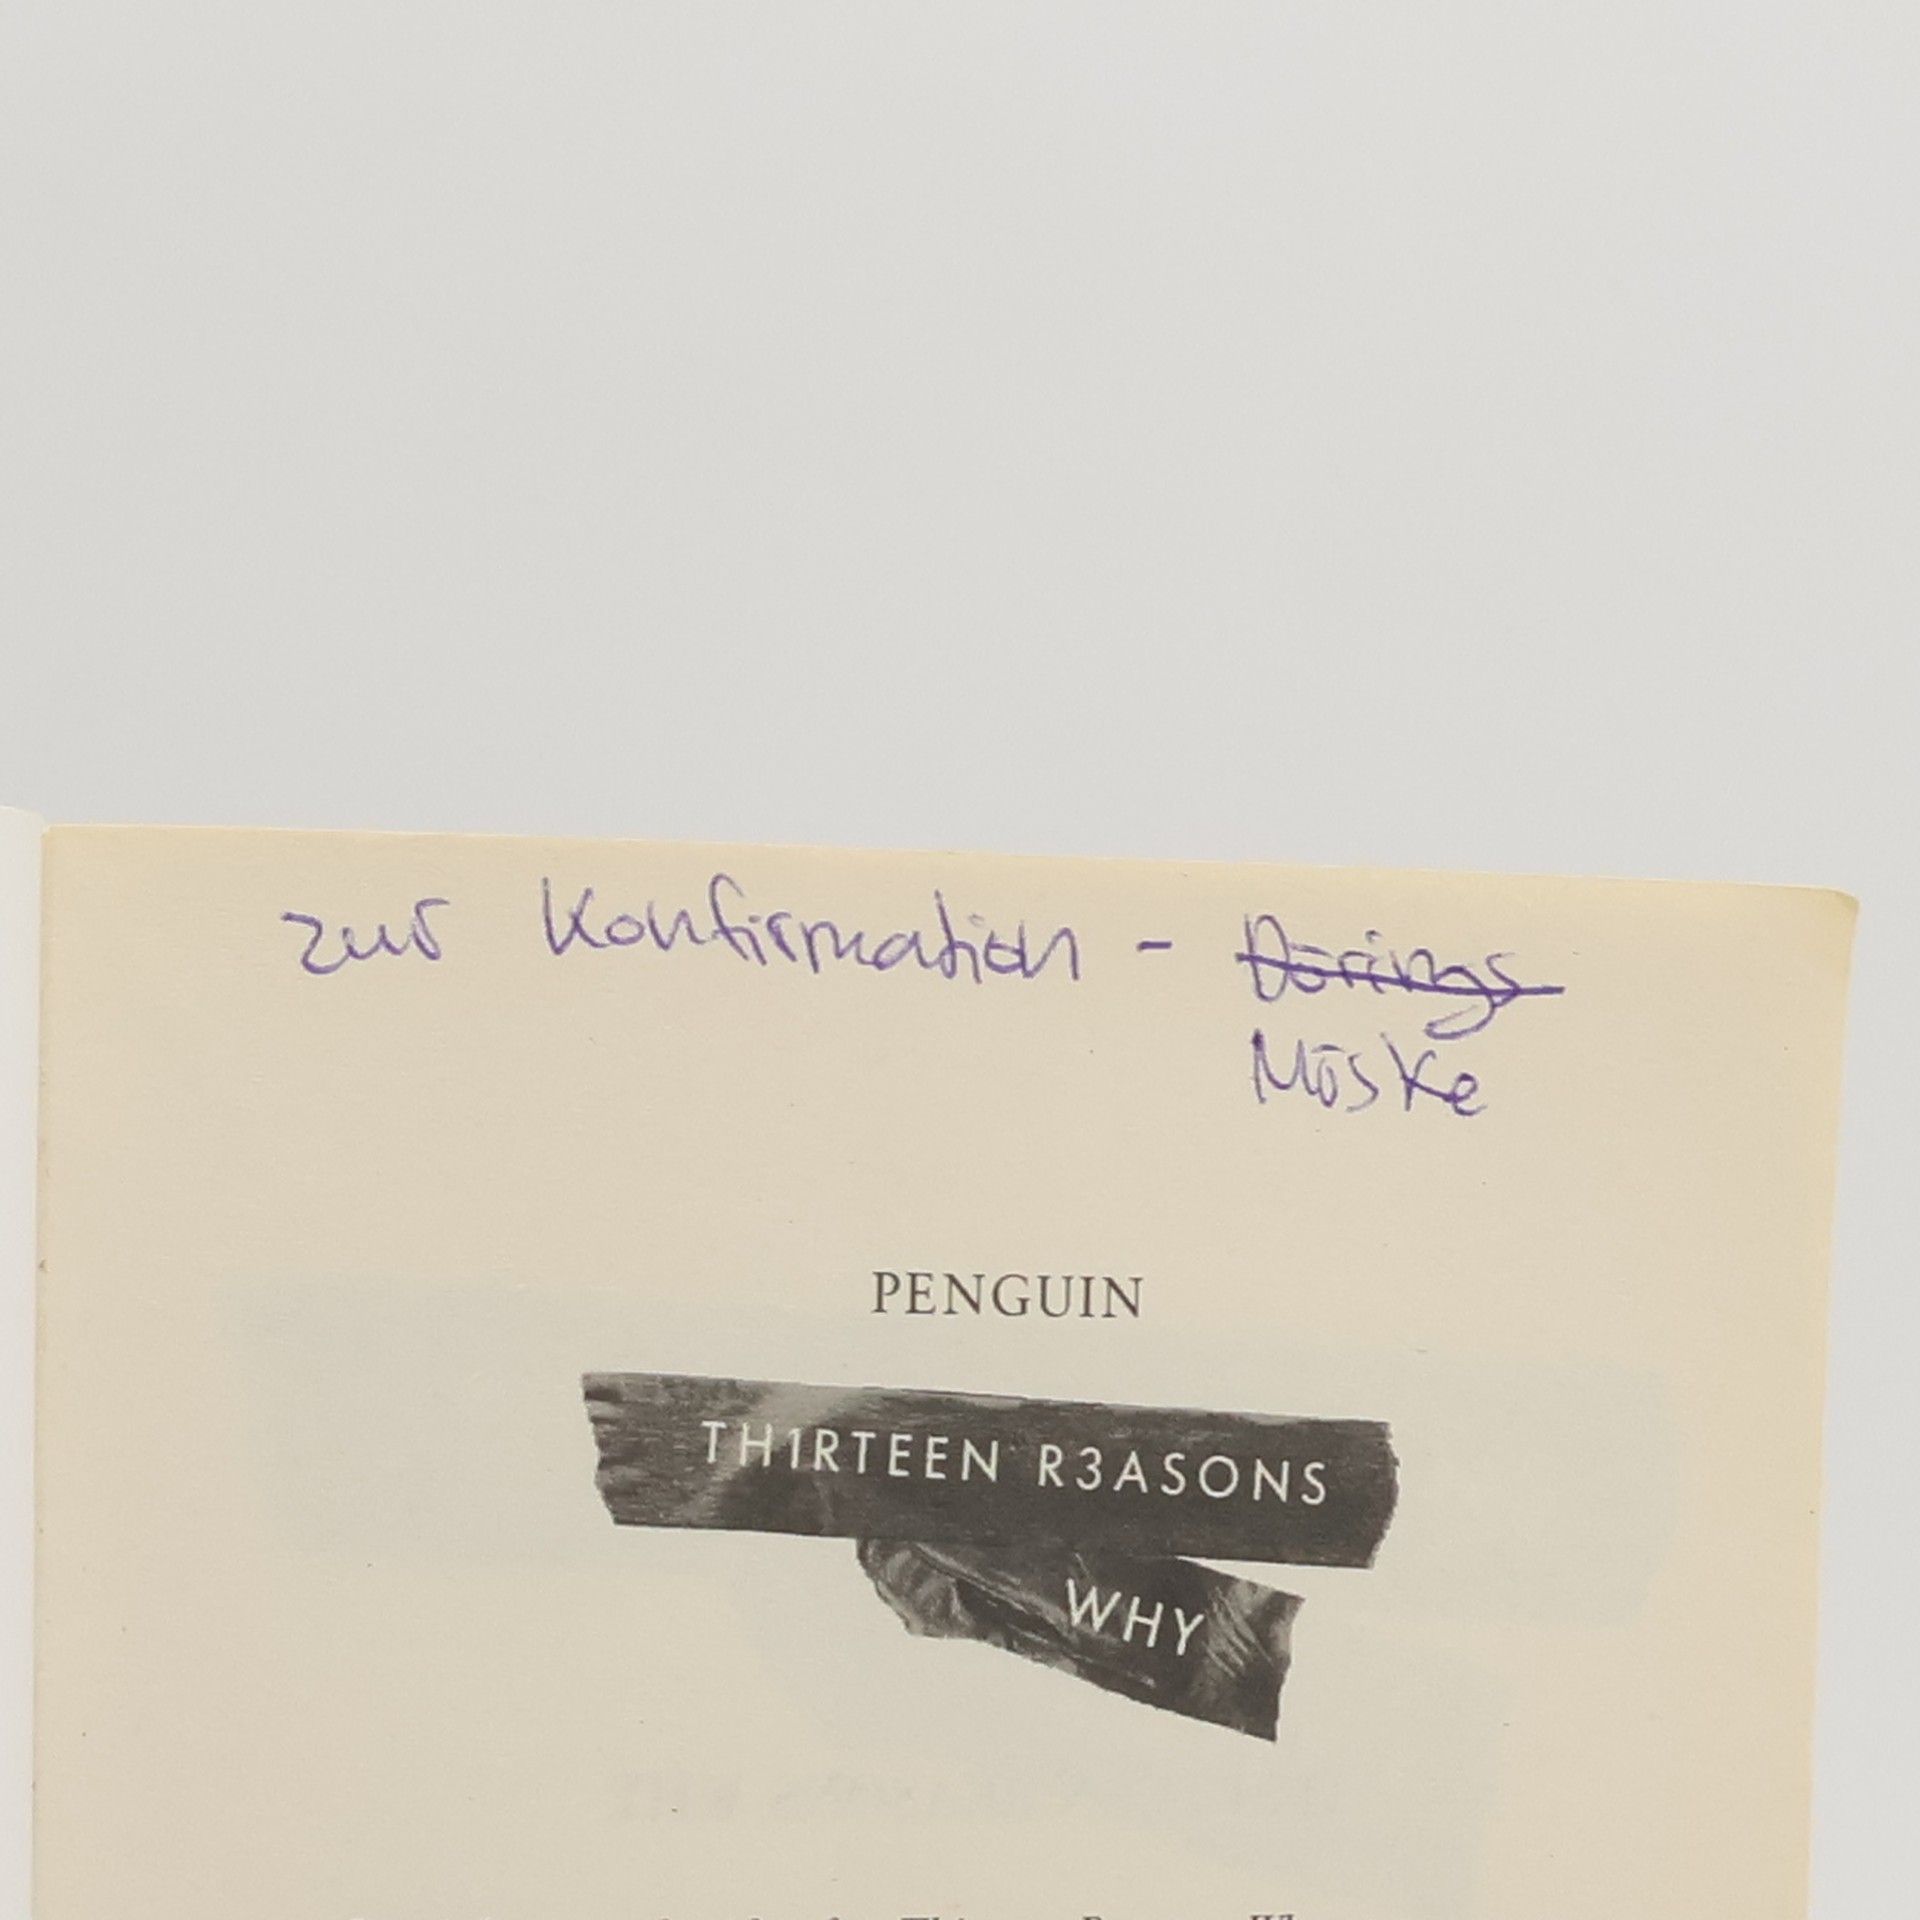 zur Konfirmation - Dörings
Möske
PENGUIN
TH1RTEEN R3ASONS
WHY